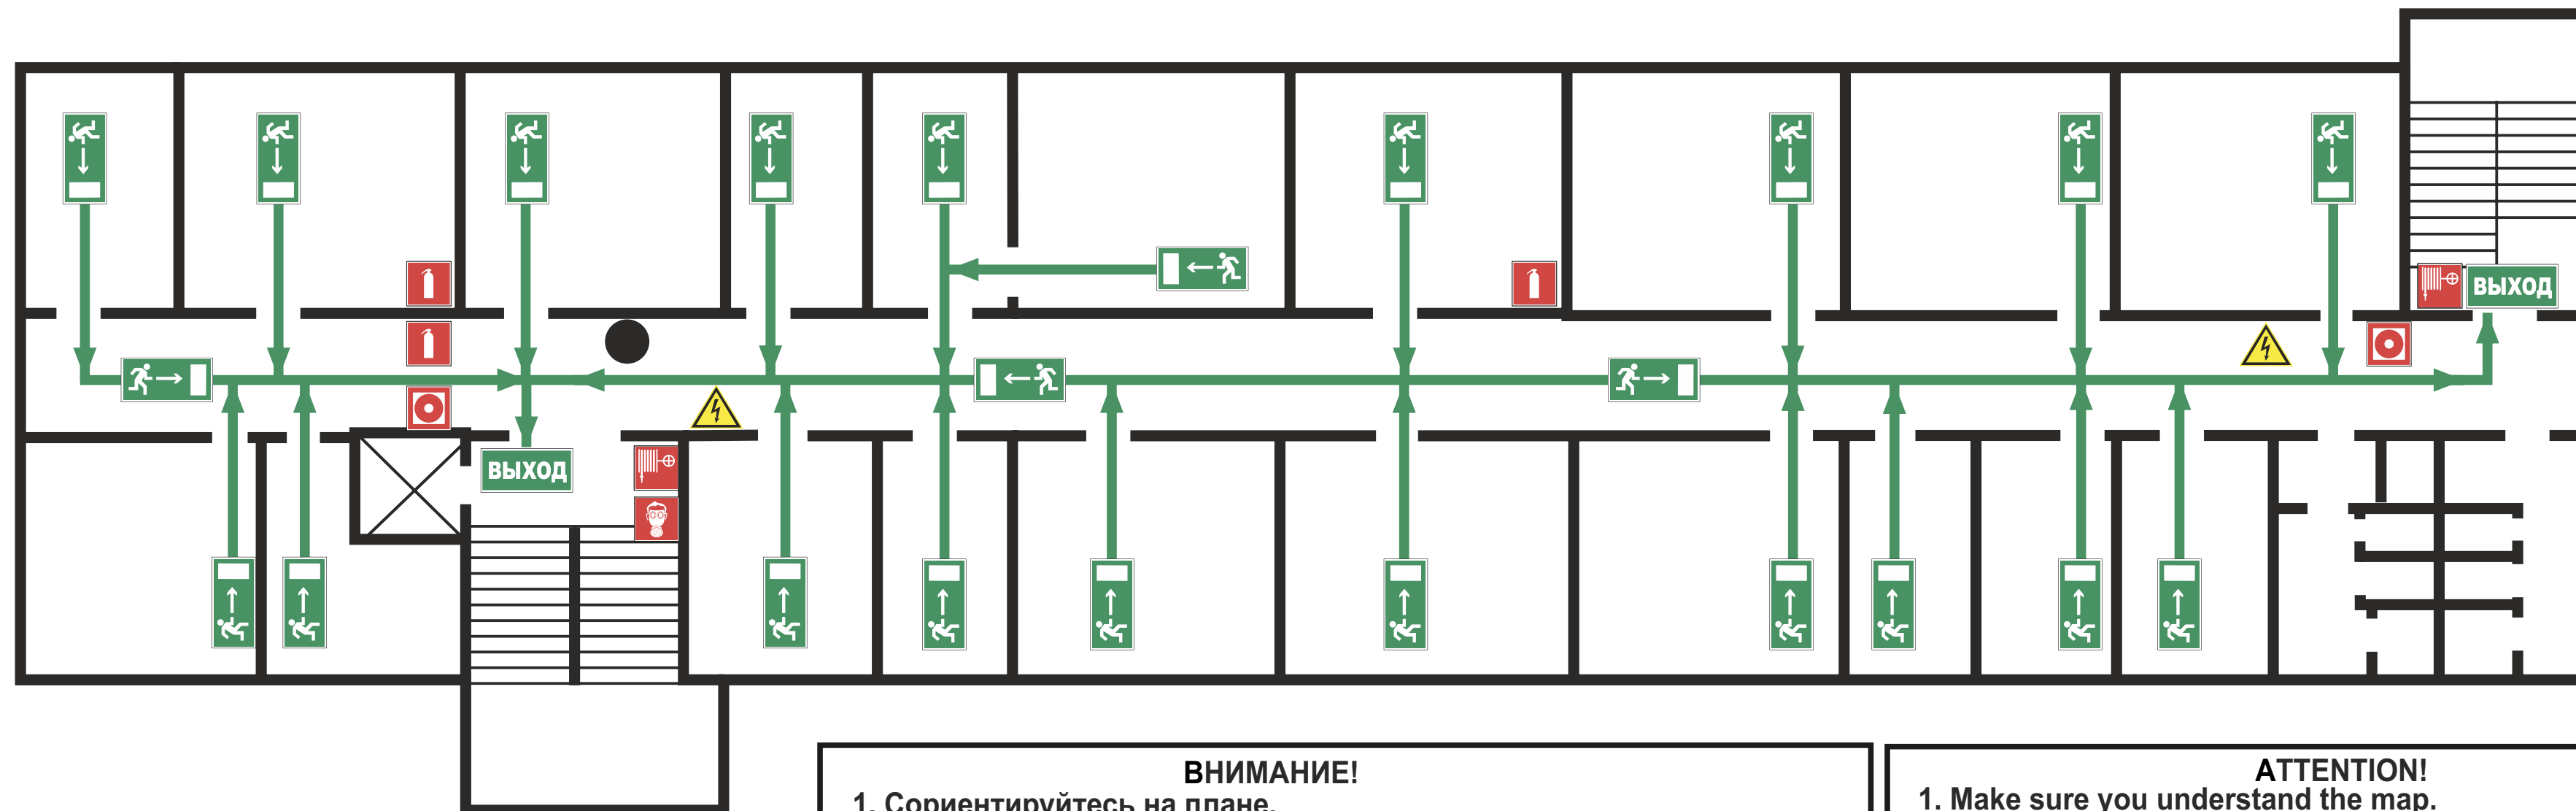 ВЫХОД
ВЫХОД
ВНИМАНИЕ!
1. Сориентируйтесь на плане.
ATTENTION!
1. Make sure you understand the map.